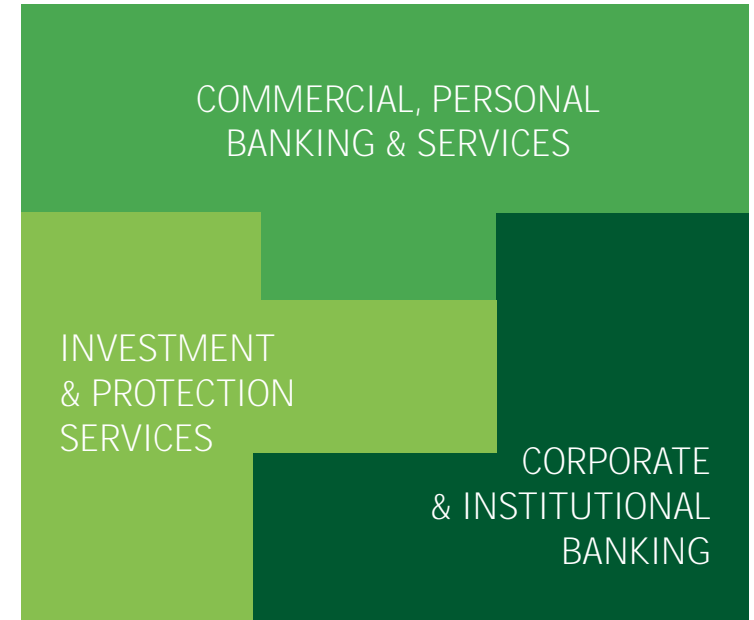 COMMERCIAL, PERSONAL
BANKING & SERVICES
INVESTMENT
& PROTECTION
SERVICES
CORPORATE
& INSTITUTIONAL
BANKING